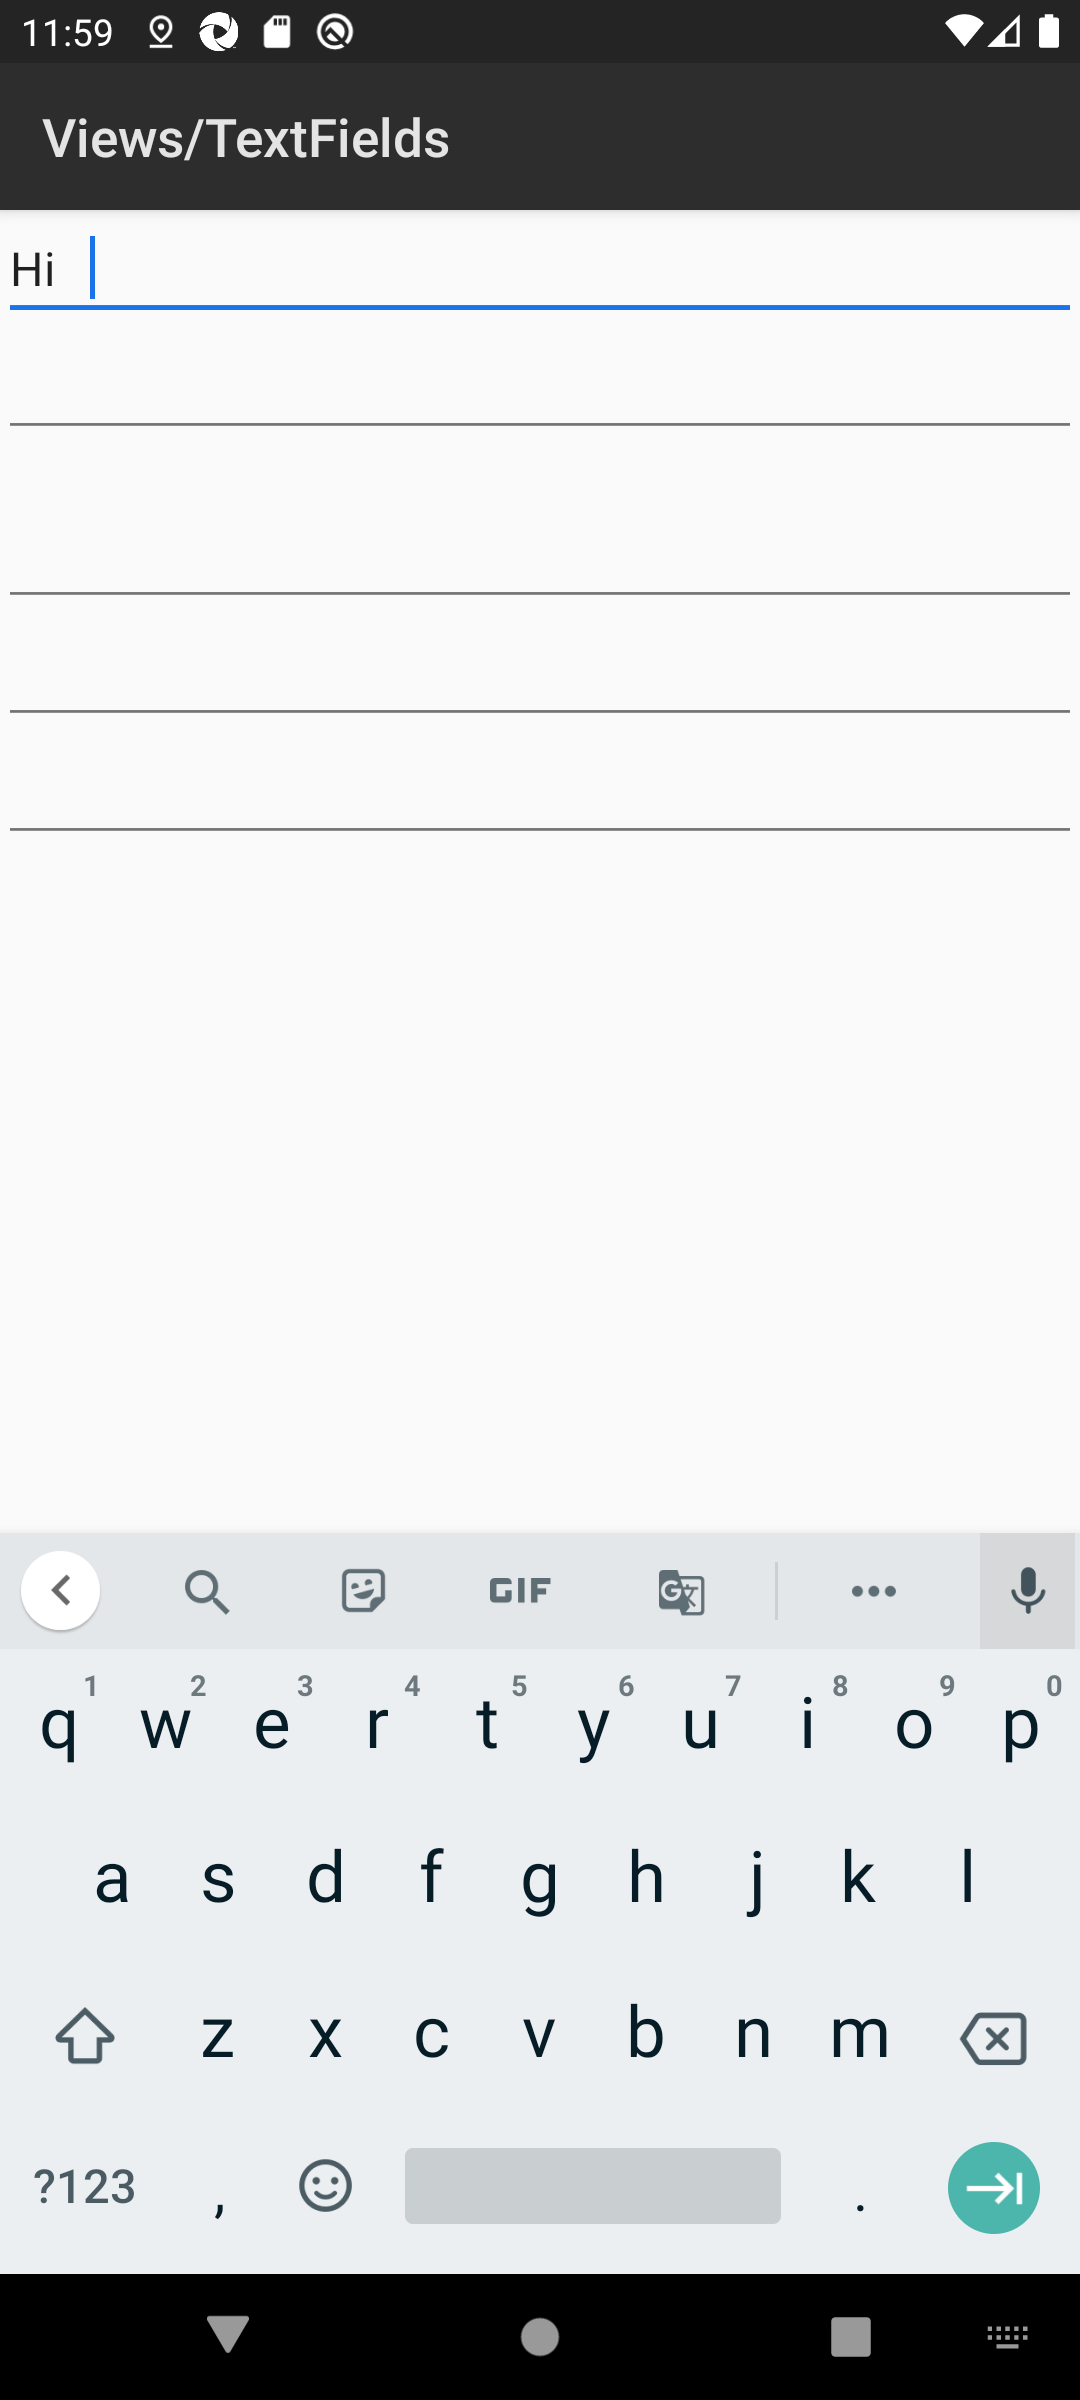 11:59
Views/TextFields
Hi
GIF
G
1 2 3 4 5 6 7 8 9 0
q w e r t y u i o p
a s d f g h j k l
z x c v b n m
?123 , .